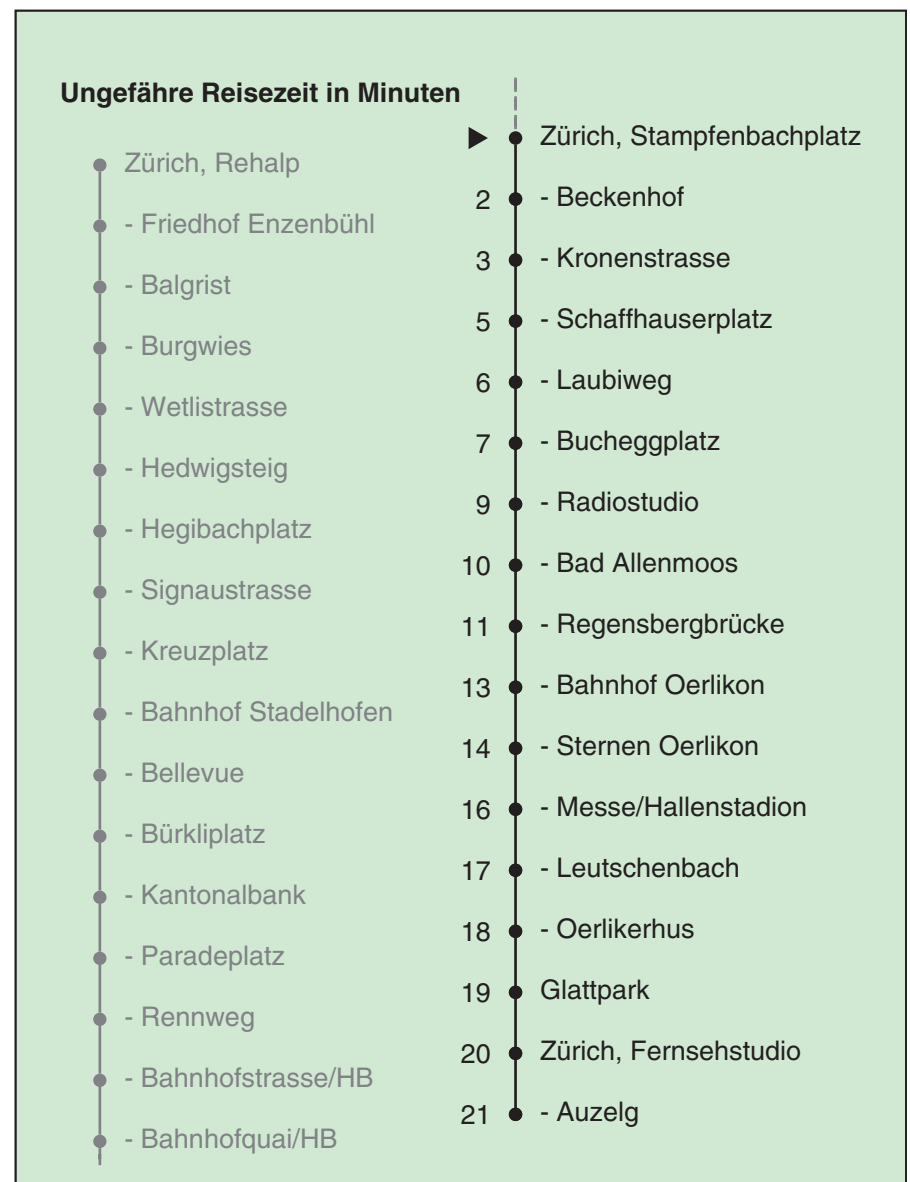 Ungefähre Reisezeit in Minuten
Zürich, Rehalp
- Friedhof Enzenbühl
- Balgrist
- Burgwies
- Wetlistrasse
- Hedwigsteig
- Hegibachplatz
- Signaustrasse
- Kreuzplatz
- Bahnhof Stadelhofen
- Bellevue
- Bürkliplatz
- Kantonalbank
- Paradeplatz
- Rennweg
- Bahnhofstrasse/HB
- Bahnhofquai/HB
Zürich, Stampfenbachplatz
2 - Beckenhof
3 - Kronenstrasse
5 - Schaffhauserplatz
6 - Laubiweg
7 - Bucheggplatz
9 - Radiostudio
10 - Bad Allenmoos
11 - Regensbergbrücke
13 - Bahnhof Oerlikon
14 - Sternen Oerlikon
16 - Messe/Hallenstadion
17 - Leutschenbach
18 - Oerlikerhus
19 Glattpark
20 Zürich, Fernsehstudio
21 - Auzelg